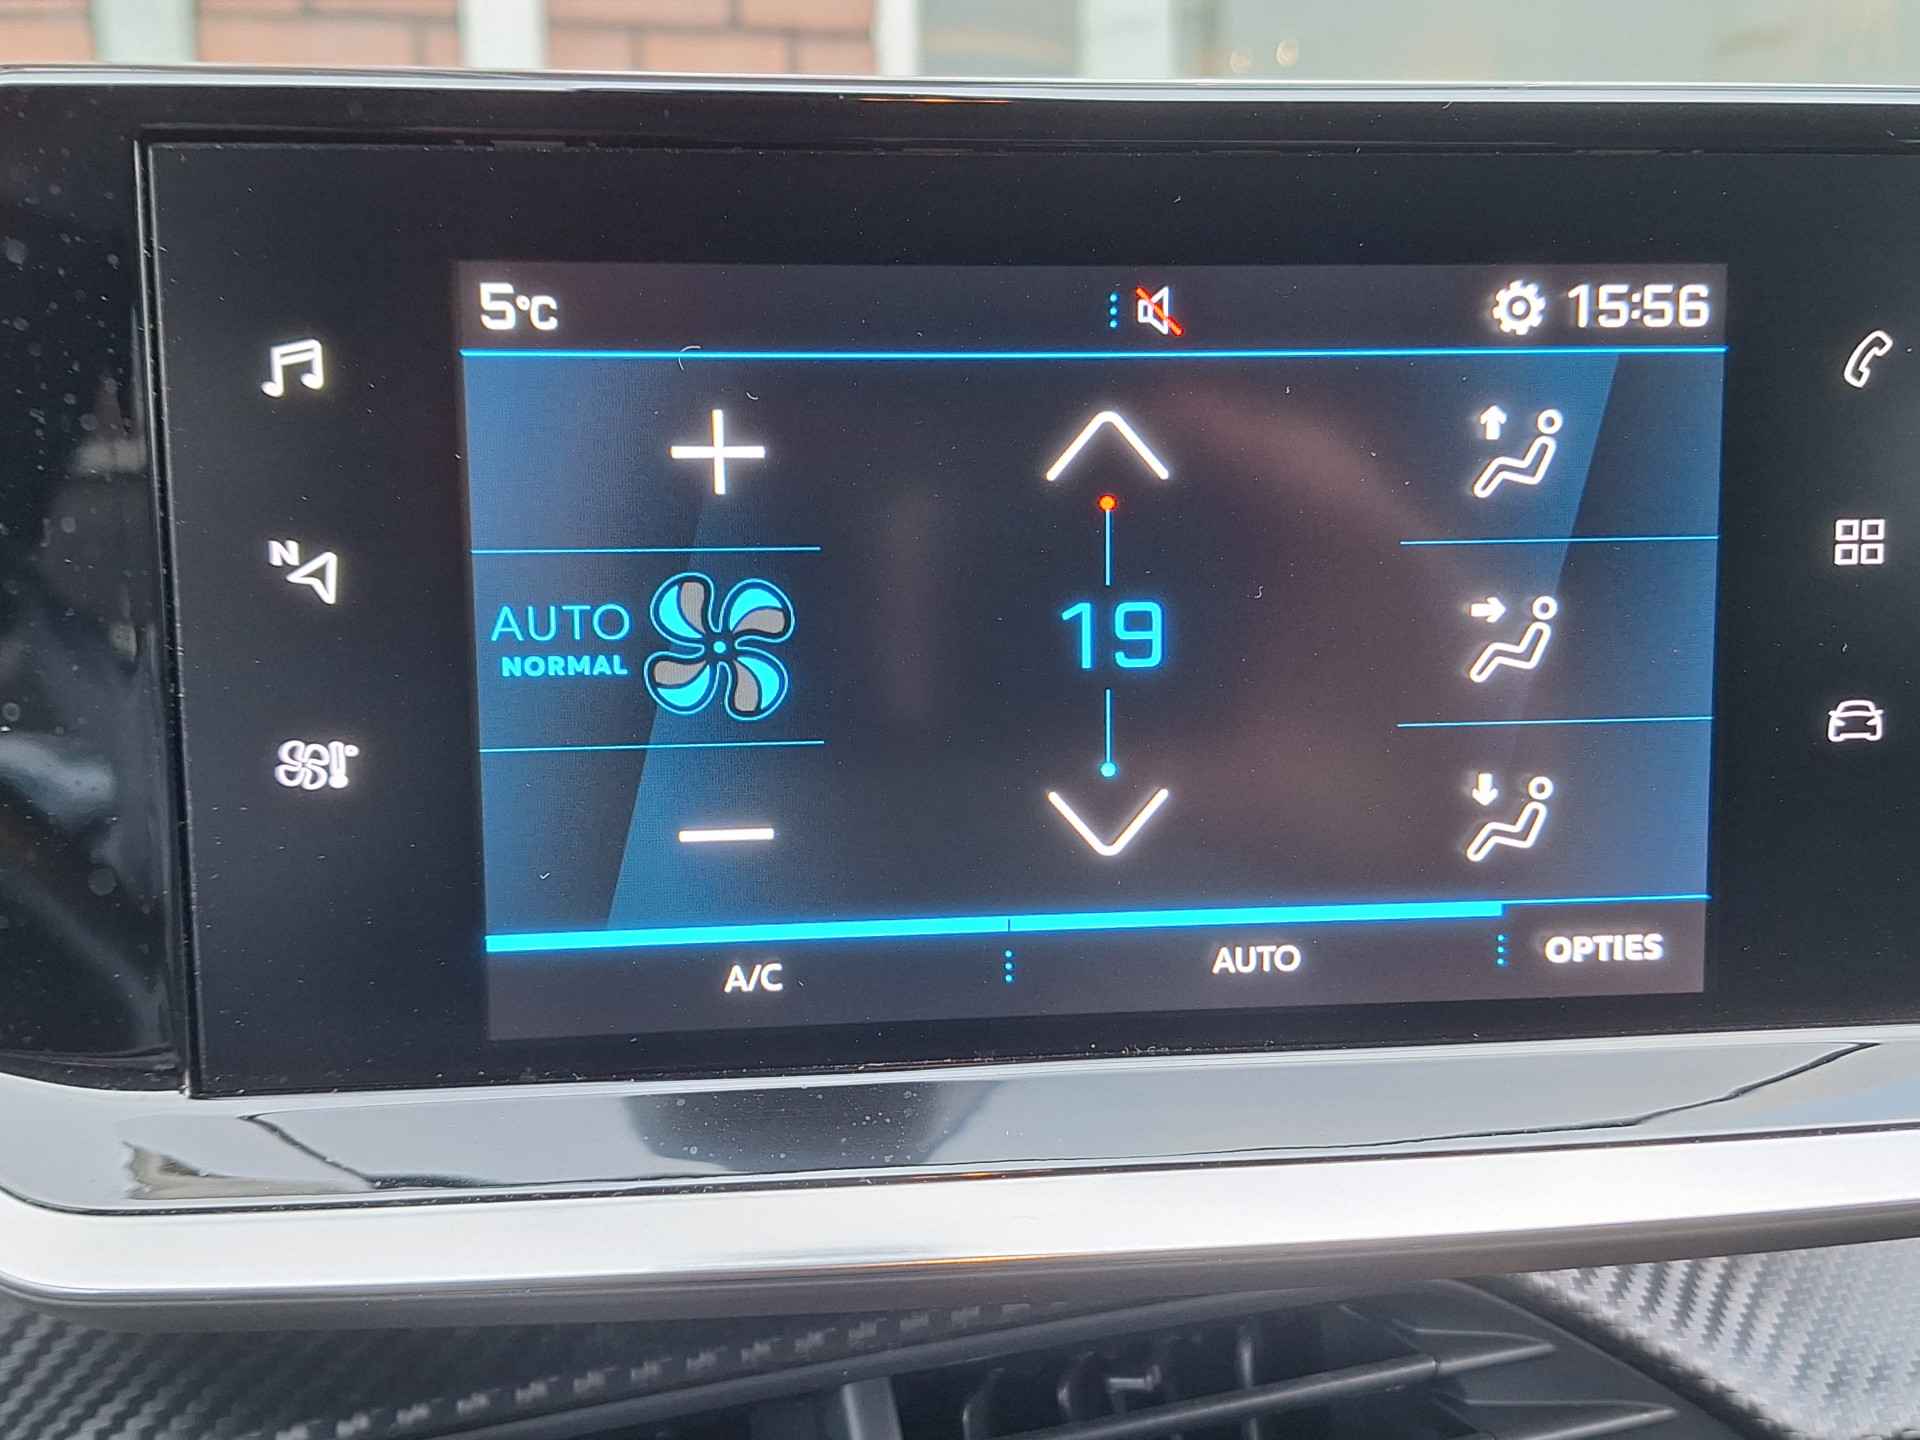 5°C
15:56
N
AUTO
NORMAL
19
A/C
AUTO
OPTIES